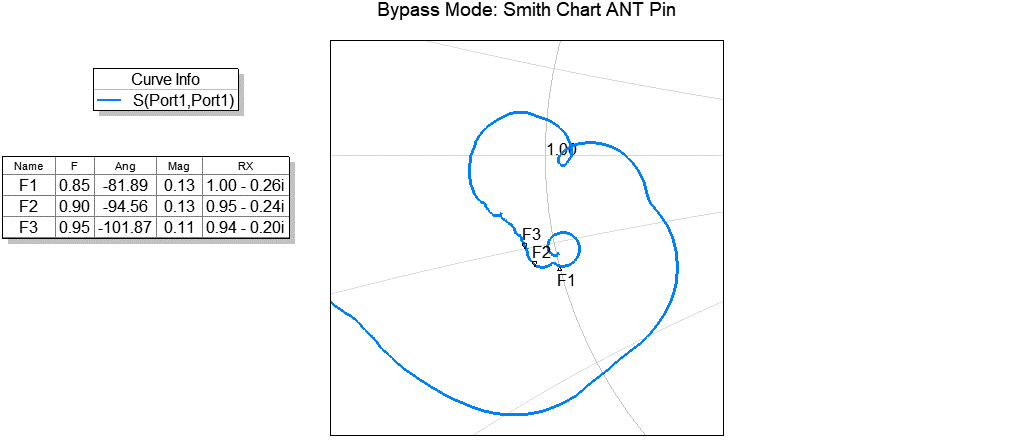 Bypass Mode: Smith Chart ANT Pin
Curve Info
S(Port1,Port1)
Name F Ang Mag RX
F1 0.85 -81.89 0.13 1.00 - 0.26i
F2 0.90 -94.56 0.13 0.95 - 0.24i
F3 0.95 -101.87 0.11 0.94 - 0.20i
1.00
F3
F2
F1